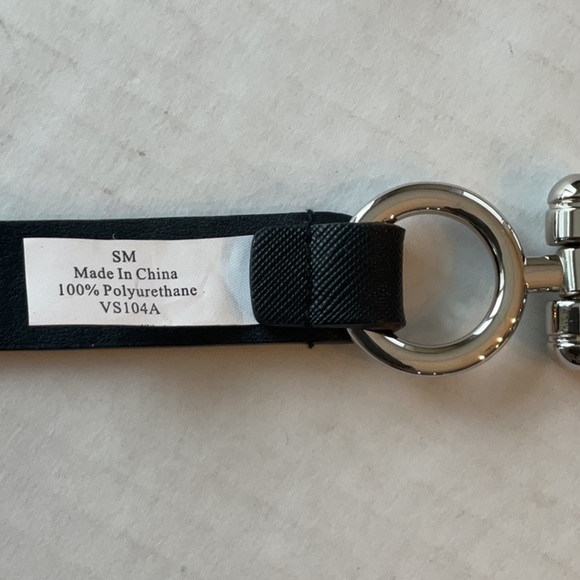 SM
Made In China
100% Polyurethane
VS104A